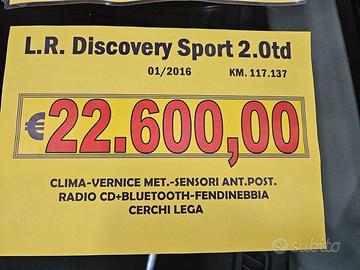 L.R. Discovery Sport 2.0td
01/2016 KM. 117.137
€22.600,00
CLIMA-VERNICE MET.-SENSORI ANT.POST.
RADIO CD+BLUETOOTH-FENDINEBBIA
CERCHI LEGA
subito